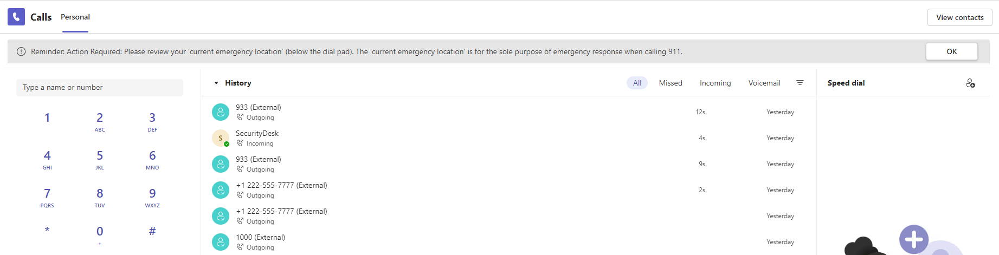 Calls Personal View contacts
Reminder: Action Required: Please review your 'current emergency location' (below the dial pad). The 'current emergency location' is for the sole purpose of emergency response when calling 911. OK
Type a name or number
1 2 3
ABC DEF
4 5 6
GHI JKL MNO
7 8 9
PQRS TUV WXYZ
* 0 #
+
History All Missed Incoming Voicemail
933 (External)
Outgoing 12s Yesterday
S SecurityDesk
Incoming 4s Yesterday
933 (External)
Outgoing 9s Yesterday
+1 222-555-7777 (External)
Outgoing 2s Yesterday
+1 222-555-7777 (External)
Outgoing Yesterday
1000 (External)
Outgoing Yesterday
Speed dial